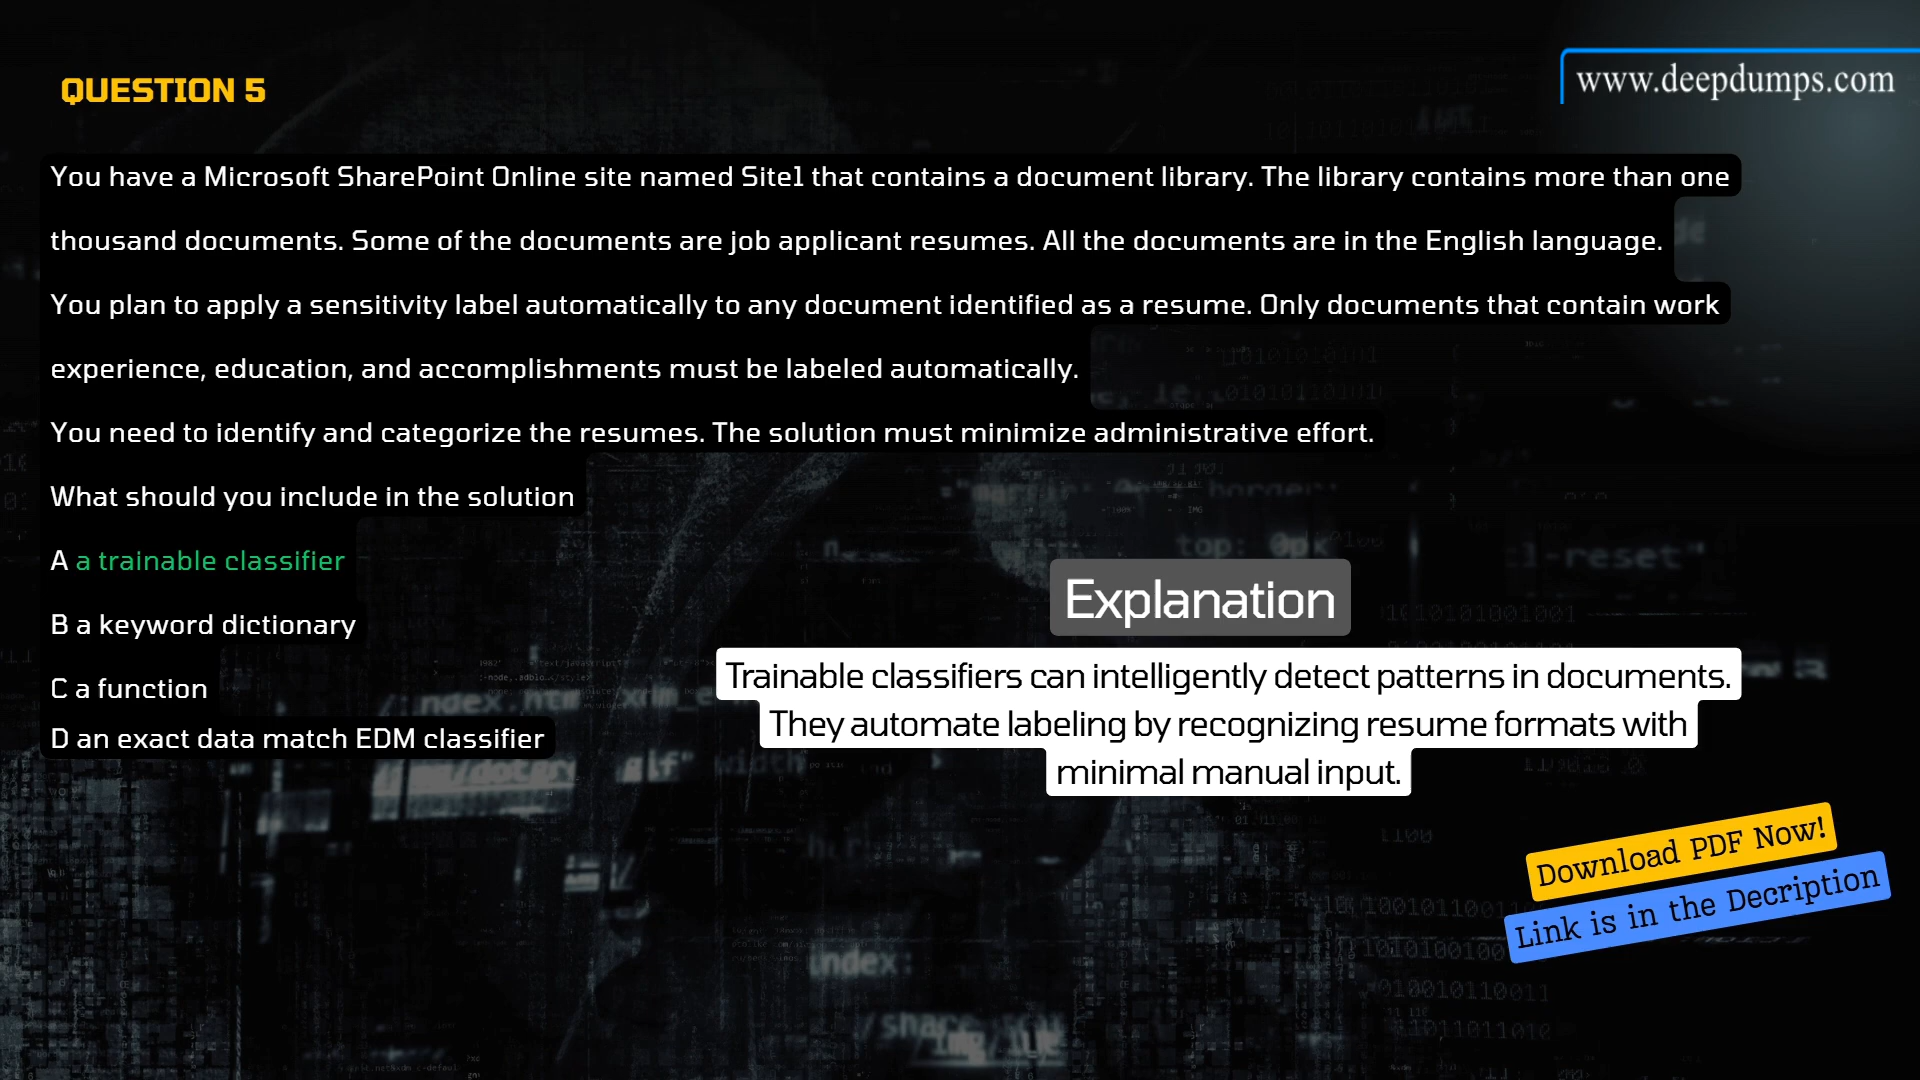 QUESTION 5
www.deepdumps.com
You have a Microsoft SharePoint Online site named Site1 that contains a document library. The library contains more than one
thousand documents. Some of the documents are job applicant resumes. All the documents are in the English language.
You plan to apply a sensitivity label automatically to any document identified as a resume. Only documents that contain work
experience, education, and accomplishments must be labeled automatically.
You need to identify and categorize the resumes. The solution must minimize administrative effort.
What should you include in the solution
A a trainable classifier
B a keyword dictionary
C a function
D an exact data match EDM classifier
Explanation
Trainable classifiers can intelligently detect patterns in documents.
They automate labeling by recognizing resume formats with
minimal manual input.
Download PDF Now!
Link is in the Decription